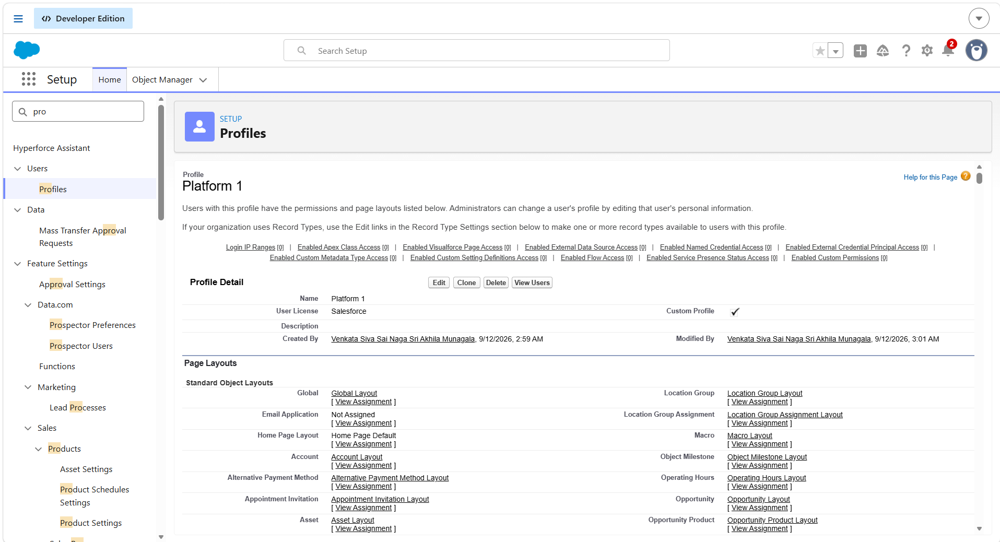 Developer Edition
Search Setup
2
Setup
Home
Object Manager
pro
Hyperforce Assistant
Users
Profiles
Data
Mass Transfer Approval
Requests
Feature Settings
Approval Settings
Data.com
Prospector Preferences
Prospector Users
Functions
Marketing
Lead Processes
Sales
Products
Asset Settings
Product Schedules
Settings
Product Settings
SETUP
Profiles
Profile
Platform 1
Help for this Page
Users with this profile have the permissions and page layouts listed below. Administrators can change a user's profile by editing that user's personal information.
If your organization uses Record Types, use the Edit links in the Record Type Settings section below to make one or more record types available to users with this profile.
Login IP Ranges [0] | Enabled Apex Class Access [0] | Enabled Visualforce Page Access [0] | Enabled External Data Source Access [0] | Enabled Named Credential Access [0] | Enabled External Credential Principal Access [0] |
Enabled Custom Metadata Type Access [0] | Enabled Custom Setting Definitions Access [0] | Enabled Flow Access [0] | Enabled Service Presence Status Access [0] | Enabled Custom Permissions [0]
Profile Detail Edit Clone Delete View Users
Name Platform 1
User License Salesforce Custom Profile
Description
Created By Venkata Siva Sai Naga Sri Akhila Munagala, 9/12/2026, 2:59 AM Modified By Venkata Siva Sai Naga Sri Akhila Munagala, 9/12/2026, 3:01 AM
Page Layouts
Standard Object Layouts
Global Global Layout Location Group Location Group Layout
[ View Assignment ] [ View Assignment ]
Email Application Not Assigned Location Group Assignment Location Group Assignment Layout
[ View Assignment ] [ View Assignment ]
Home Page Layout Home Page Default Macro Macro Layout
[ View Assignment ] [ View Assignment ]
Account Account Layout Object Milestone Object Milestone Layout
[ View Assignment ] [ View Assignment ]
Alternative Payment Method Alternative Payment Method Layout Operating Hours Operating Hours Layout
[ View Assignment ] [ View Assignment ]
Appointment Invitation Appointment Invitation Layout Opportunity Opportunity Layout
[ View Assignment ] [ View Assignment ]
Asset Asset Layout Opportunity Product Opportunity Product Layout
[ View Assignment ] [ View Assignment ]